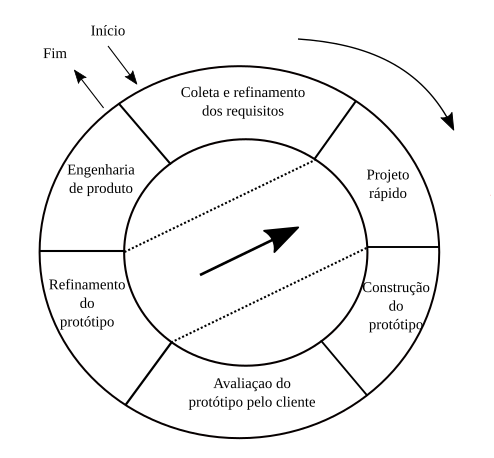 Início
Fim
Coleta e refinamento
dos requisitos
Projeto
rápido
Construção
do
protótipo
Avaliaçao do
protótipo pelo cliente
Refinamento
do
protótipo
Engenharia
de produto